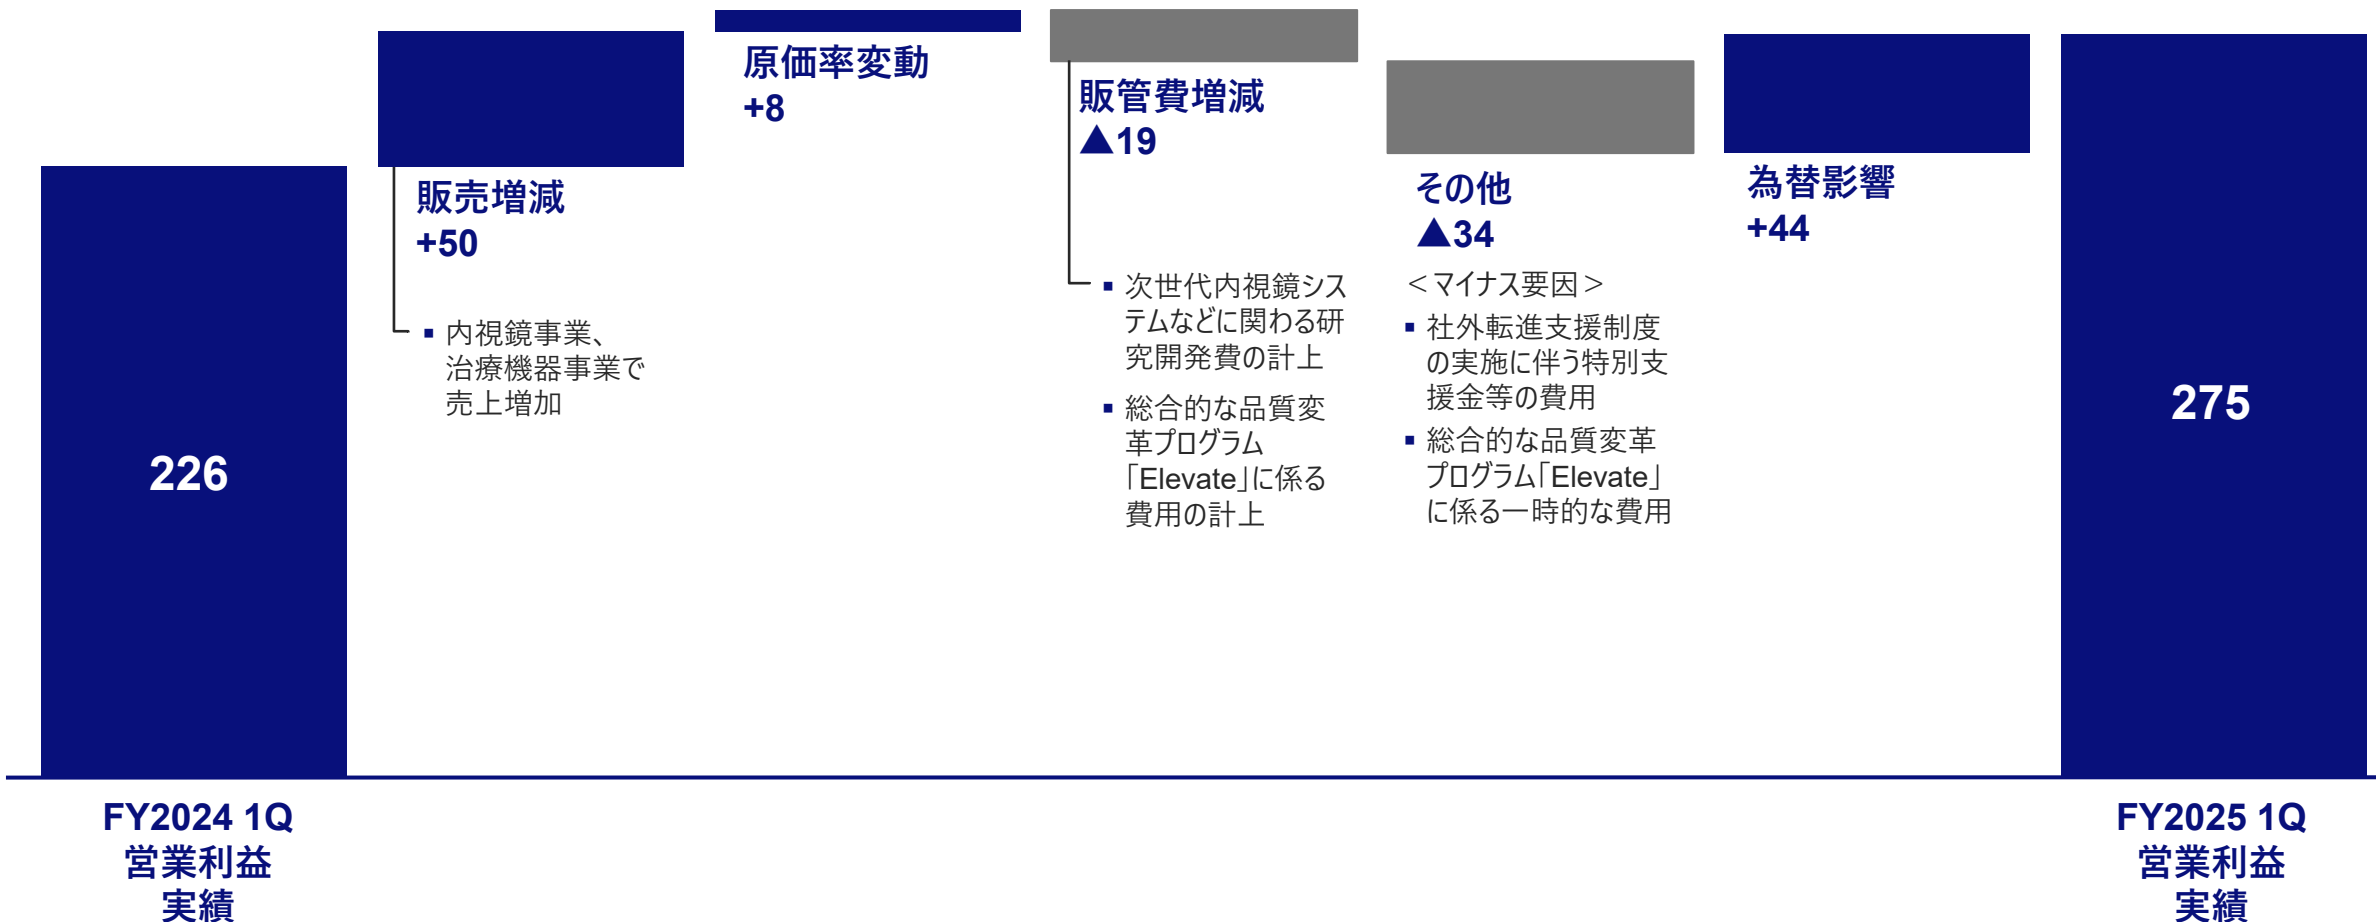 原価率変動
+8
販管費増減
▲19
販売増減
+50
その他
▲34
為替影響
+44
▪ 内視鏡事業、
治療機器事業で
売上増加
▪ 次世代内視鏡シス
テムなどに関わる研
究開発費の計上
▪ 総合的な品質変
革プログラム
「Elevate」に係る
費用の計上
＜マイナス要因＞
▪ 社外転進支援制度
の実施に伴う特別支
援金等の費用
▪ 総合的な品質変革
プログラム「Elevate」
に係る一時的な費用
226
275
FY2024 1Q
営業利益
実績
FY2025 1Q
営業利益
実績